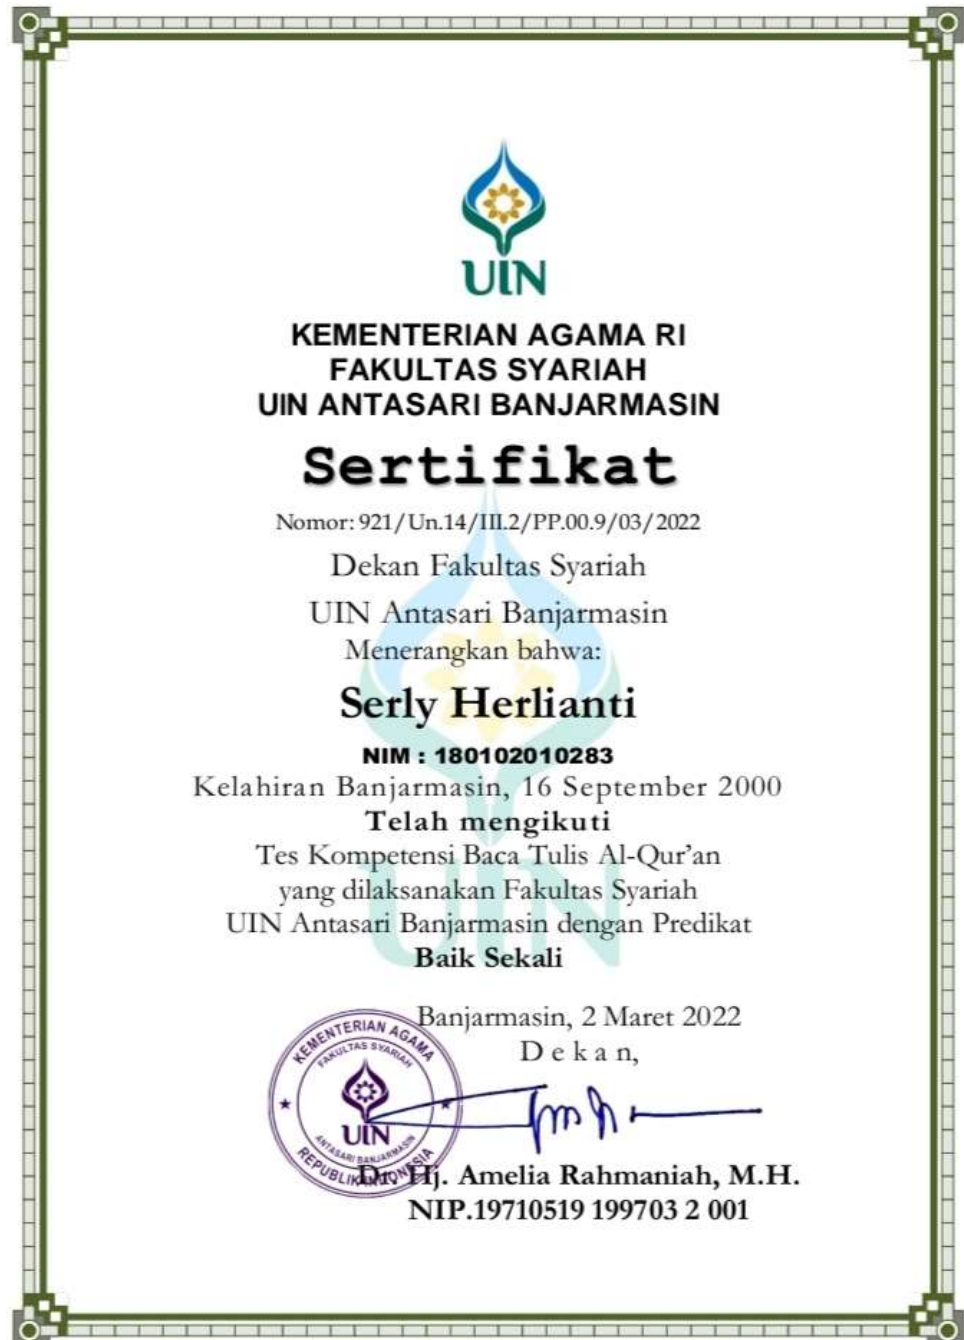 UIN
KEMENTERIAN AGAMA RI
FAKULTAS SYARIAH
UIN ANTASARI BANJARMASIN
Sertifikat
Nomor: 921/Un.14/III.2/PP.00.9/03/2022
Dekan Fakultas Syariah
UIN Antasari Banjarmasin
Menerangkan bahwa:
Serly Herlianti
NIM : 180102010283
Kelahiran Banjarmasin, 16 September 2000
Telah mengikuti
Tes Kompetensi Baca Tulis Al-Qur’an
yang dilaksanakan Fakultas Syariah
UIN Antasari Banjarmasin dengan Predikat
Baik Sekali
UIN
Banjarmasin, 2 Maret 2022
D e k a n,
KEMENTERIAN AGAMA
FAKULTAS SYARIAH
UIN
ANTASARI BANJARMASIN
REPUBLIK INDONESIA
Dr. Hj. Amelia Rahmaniah, M.H.
NIP.19710519 199703 2 001